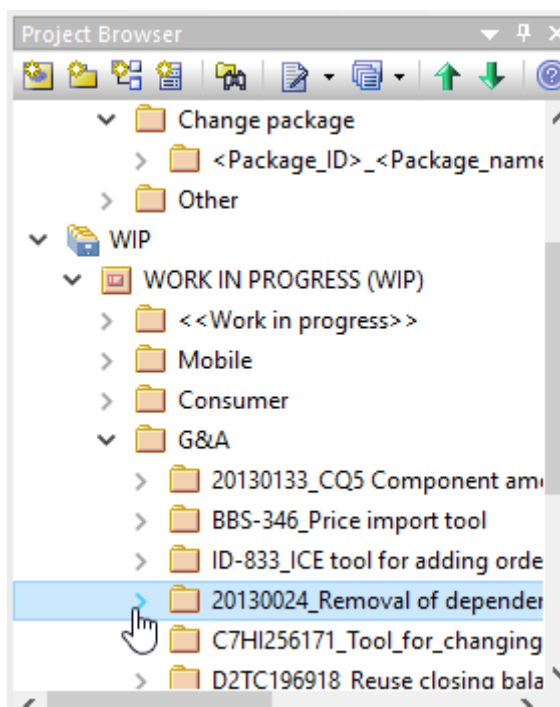 Project Browser
Change package
<Package_ID>_<Package_name
Other
WIP
WORK IN PROGRESS (WIP)
<<Work in progress>>
Mobile
Consumer
G&A
20130133_CQ5 Component am
BBS-346_Price import tool
ID-833_ICE tool for adding orde
20130024_Removal of depende
C7HI256171_Tool_for_changing
D2TC196918_Reuse closing bala